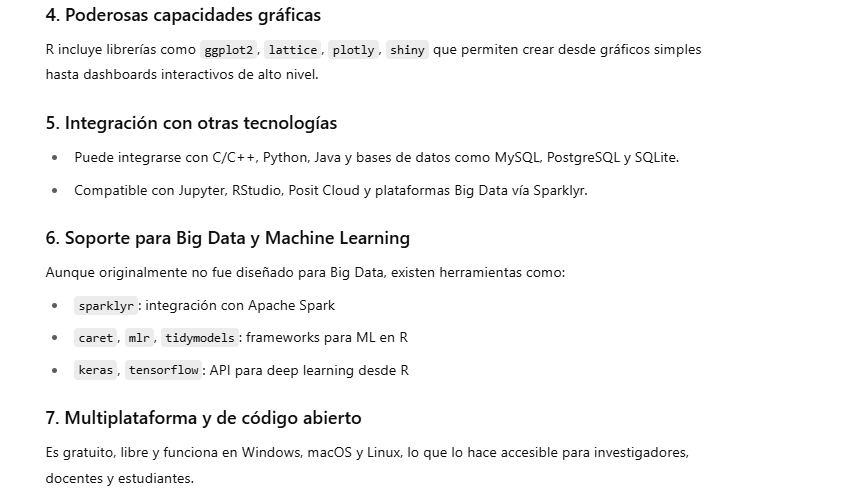 4. Poderosas capacidades gráficas
R incluye librerías como ggplot2, lattice, plotly, shiny que permiten crear desde gráficos simples
hasta dashboards interactivos de alto nivel.
5. Integración con otras tecnologías
• Puede integrarse con C/C++, Python, Java y bases de datos como MySQL, PostgreSQL y SQLite.
• Compatible con Jupyter, RStudio, Posit Cloud y plataformas Big Data vía Sparklyr.
6. Soporte para Big Data y Machine Learning
Aunque originalmente no fue diseñado para Big Data, existen herramientas como:
• sparklyr: integración con Apache Spark
• caret, mlr, tidymodels: frameworks para ML en R
• keras, tensorflow: API para deep learning desde R
7. Multiplataforma y de código abierto
Es gratuito, libre y funciona en Windows, macOS y Linux, lo que lo hace accesible para investigadores,
docentes y estudiantes.